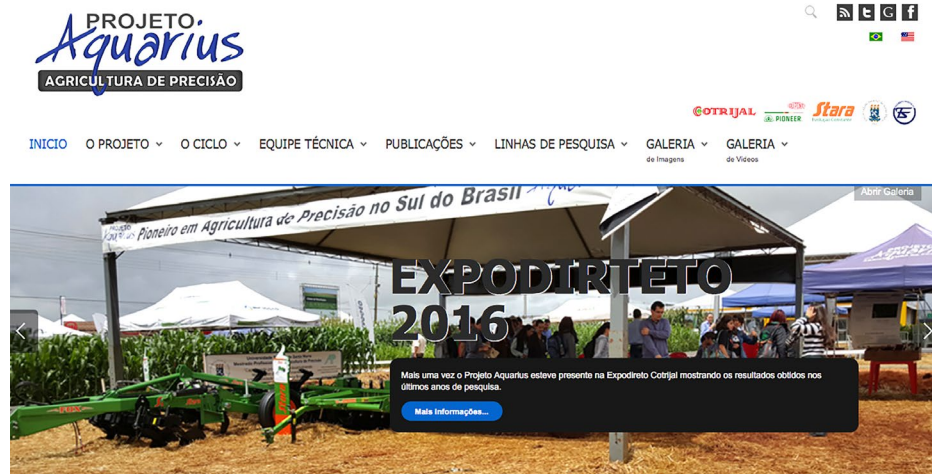 PROJETO
Aquarius
AGRICULTURA DE PRECISÃO
COTRIJAL
PIONEER
Stara
INICIO
O PROJETO
O CICLO
EQUIPE TÉCNICA
PUBLICAÇÕES
LINHAS DE PESQUISA
GALERIA
de Imagens
GALERIA
de Vídeos
Abrir Galeria
Pioneiro em Agricultura de Precisão no Sul do Brasil
EXPODIRTETO
2016
Mais uma vez o Projeto Aquarius esteve presente na Expodireto Cotrijal mostrando os resultados obtidos nos
últimos anos de pesquisa.
Mais Informações...
Stara